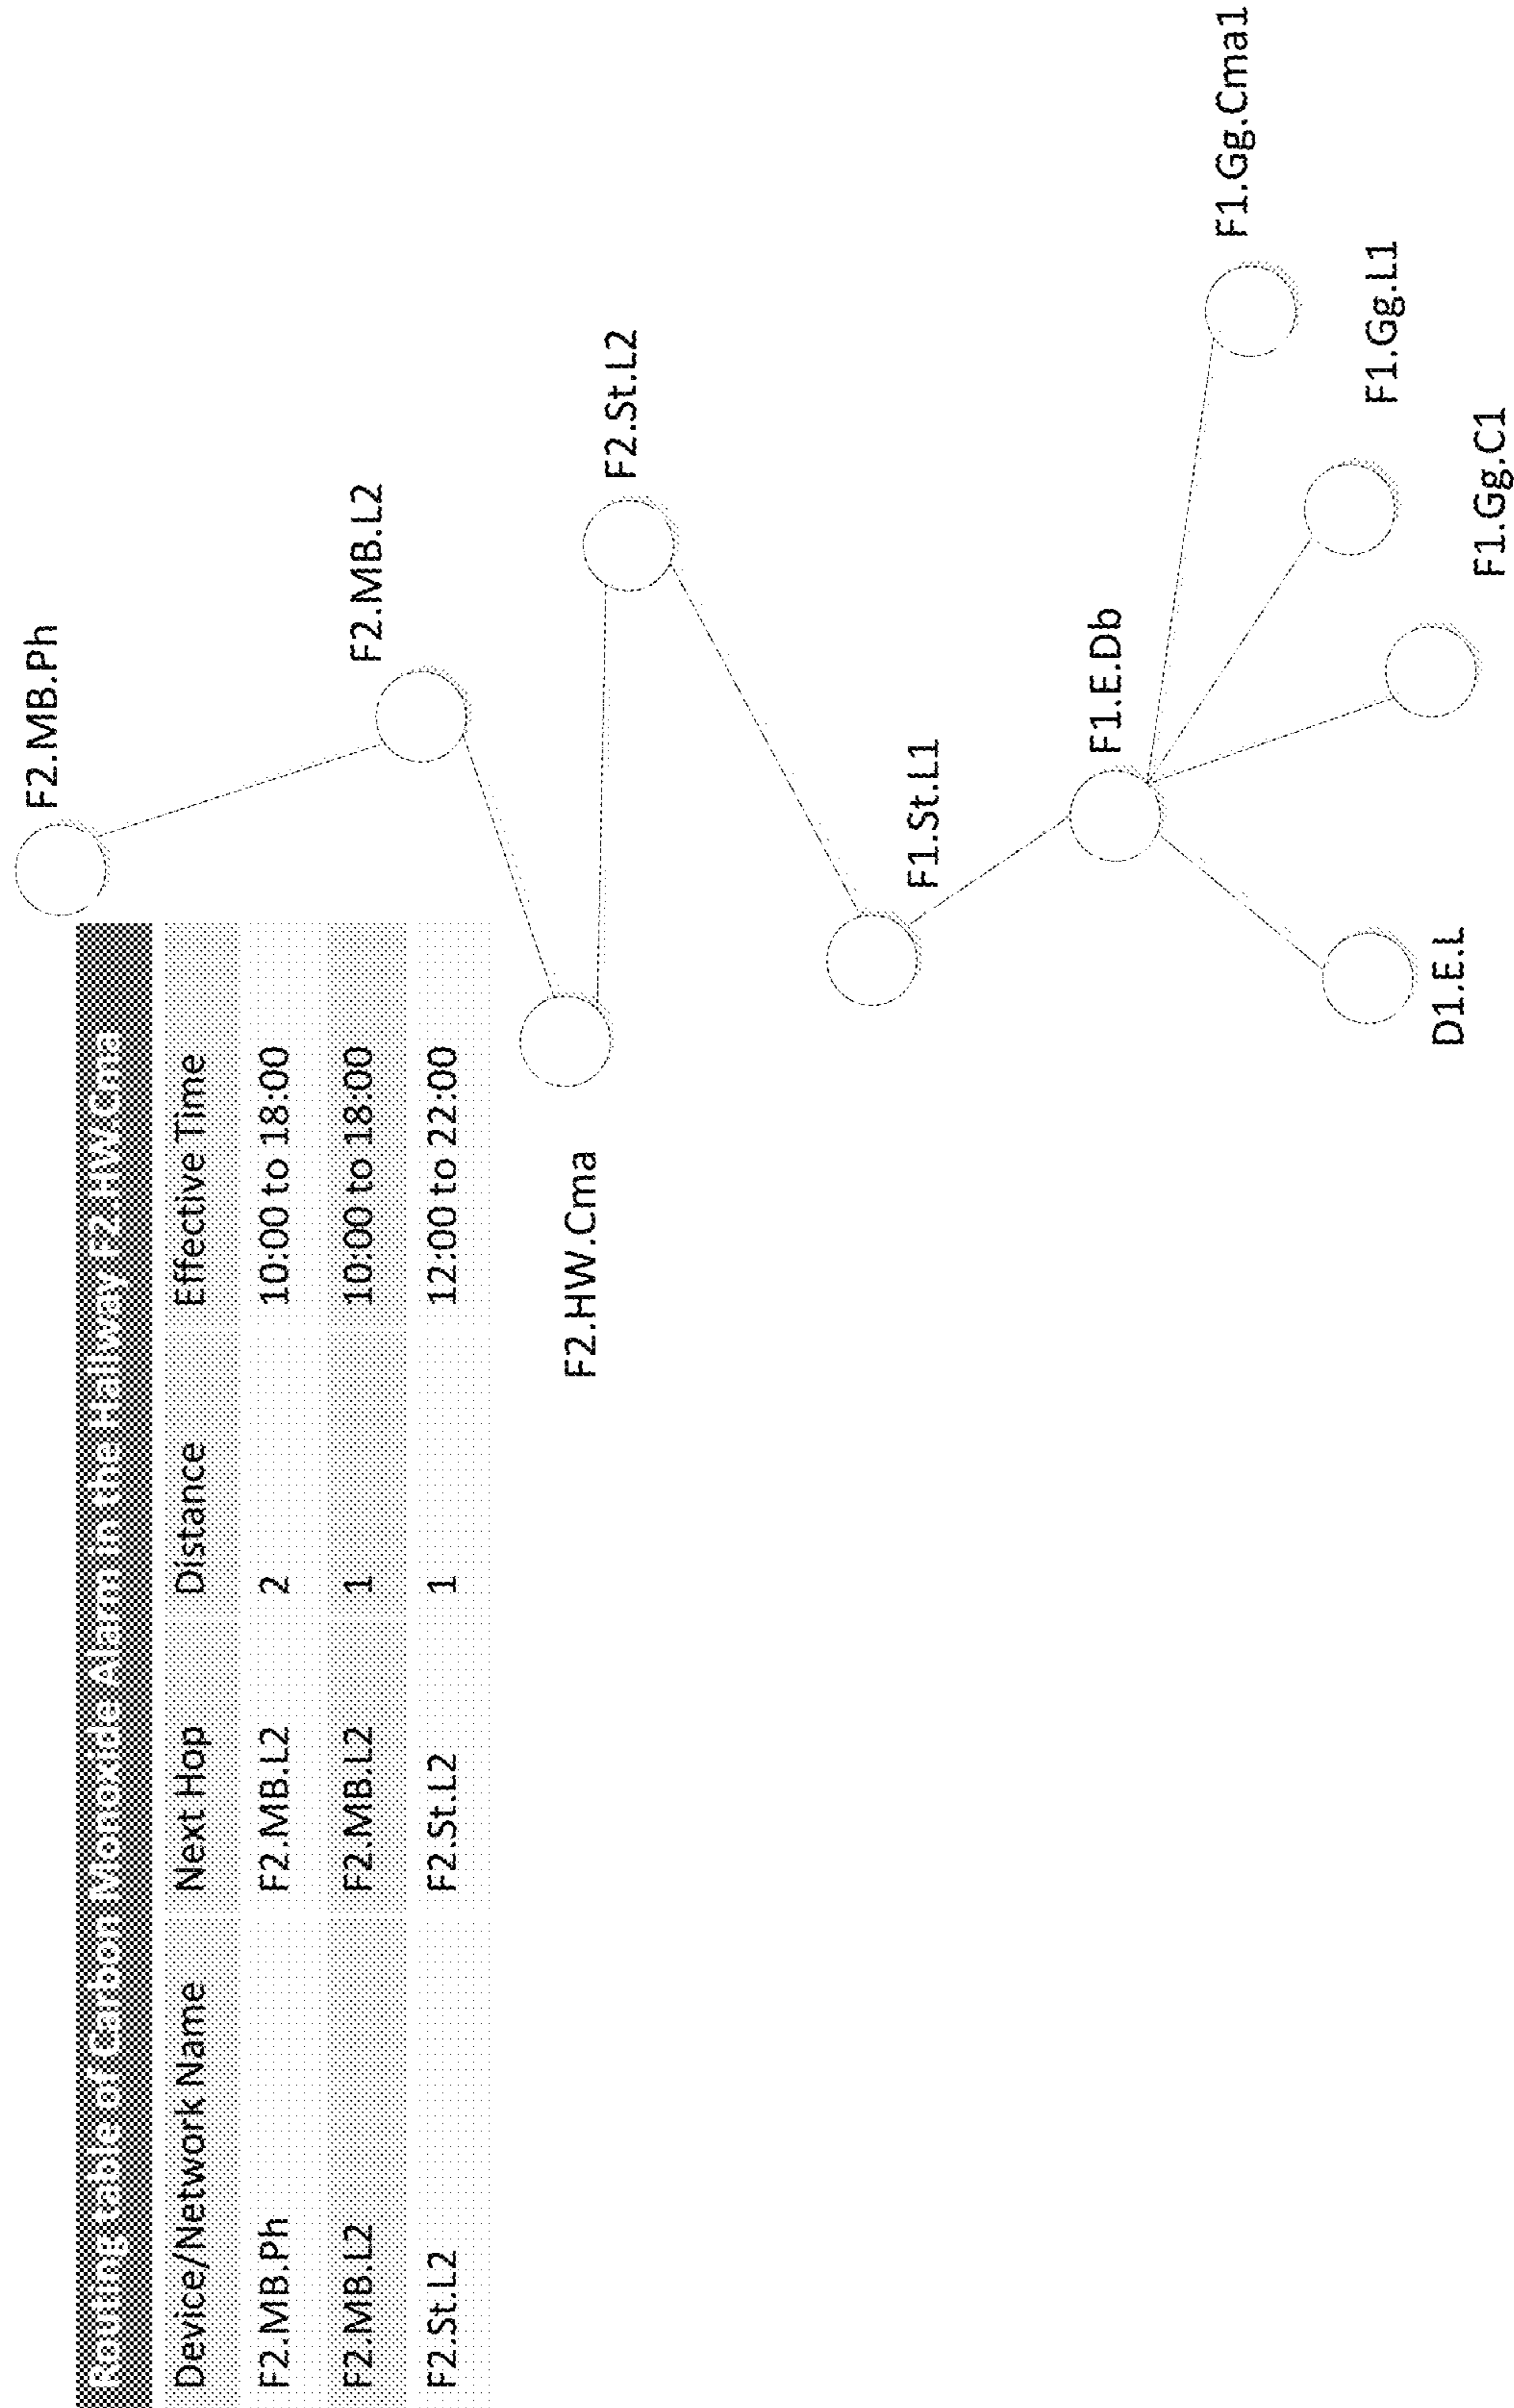 Routing table of Carbon Monoxide Alarm in the Hallway F2.HW.Cma
Device/Network Name Next Hop Distance Effective Time
F2.MB.Ph F2.MB.L2 2 10:00 to 18:00
F2.MB.L2 F2.MB.L2 1 10:00 to 18:00
F2.St.L2 F2.St.L2 1 12:00 to 22:00
F2.MB.Ph
F2.MB.L2
F2.HW.Cma
F2.St.L2
F1.St.L1
F1.E.Db
D1.E.L
F1.Gg.C1
F1.Gg.L1
F1.Gg.Cma1